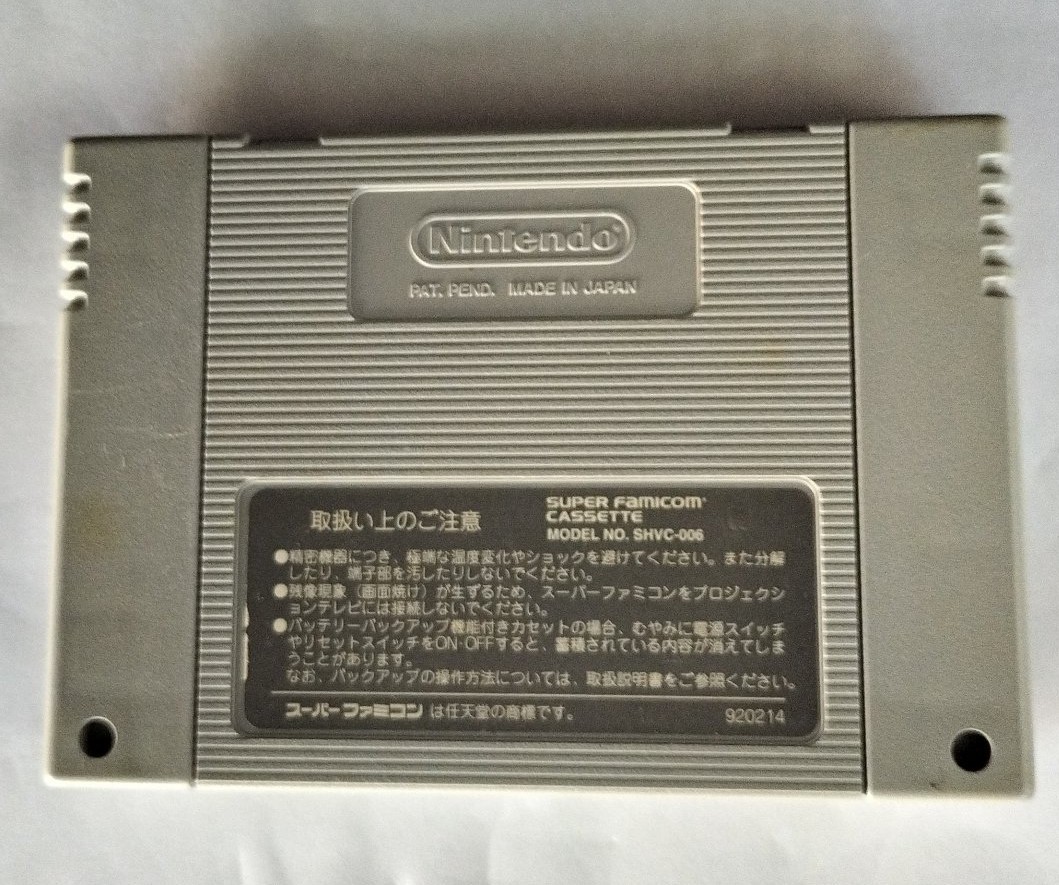 Nintendo
PAT. PEND. MADE IN JAPAN
取扱い上のご注意
SUPER FAMICOM
CASSETTE
MODEL NO. SHVC-006
●精密機器につき、極端な温度変化やショックを避けてください。また分解
したり、端子部を汚したりしないでください。
●残像現象（画面焼け）が生ずるため、スーパーファミコンをプロジェクシ
ョンテレビには接続しないでください。
●バッテリーバックアップ機能付きカセットの場合、むやみに電源スイッチ
やリセットスイッチをON・OFFすると、蓄積されている内容が消えてしま
うことがあります。
なお、バックアップの操作方法については、取扱説明書をご参照ください。
スーパーファミコンは任天堂の商標です。 920214